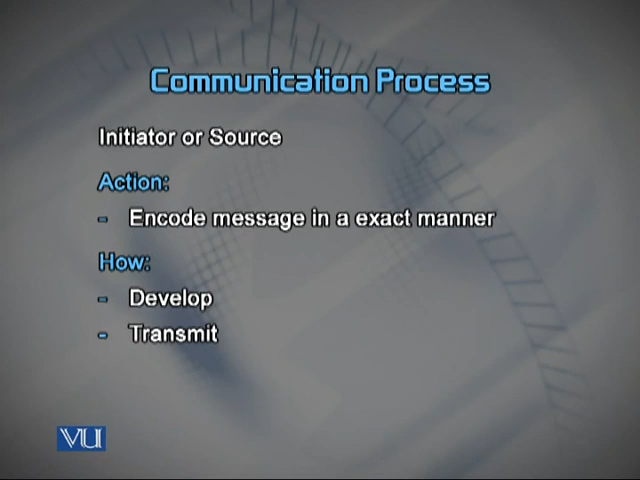 Communication Process
Initiator or Source
Action:
- Encode message in a exact manner
How:
- Develop
- Transmit
VU